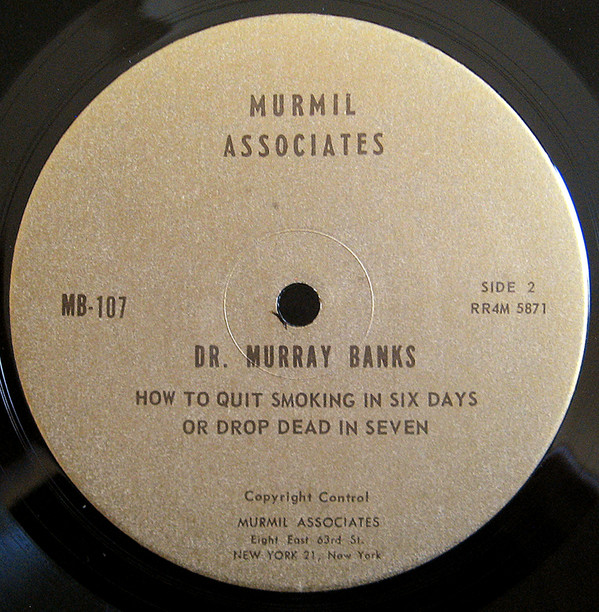 MURMIL
ASSOCIATES
MB-107
SIDE 2
RR4M 5871
DR. MURRAY BANKS
HOW TO QUIT SMOKING IN SIX DAYS
OR DROP DEAD IN SEVEN
Copyright Control
MURMIL ASSOCIATES
Eight East 63rd St.
NEW YORK 21, New York